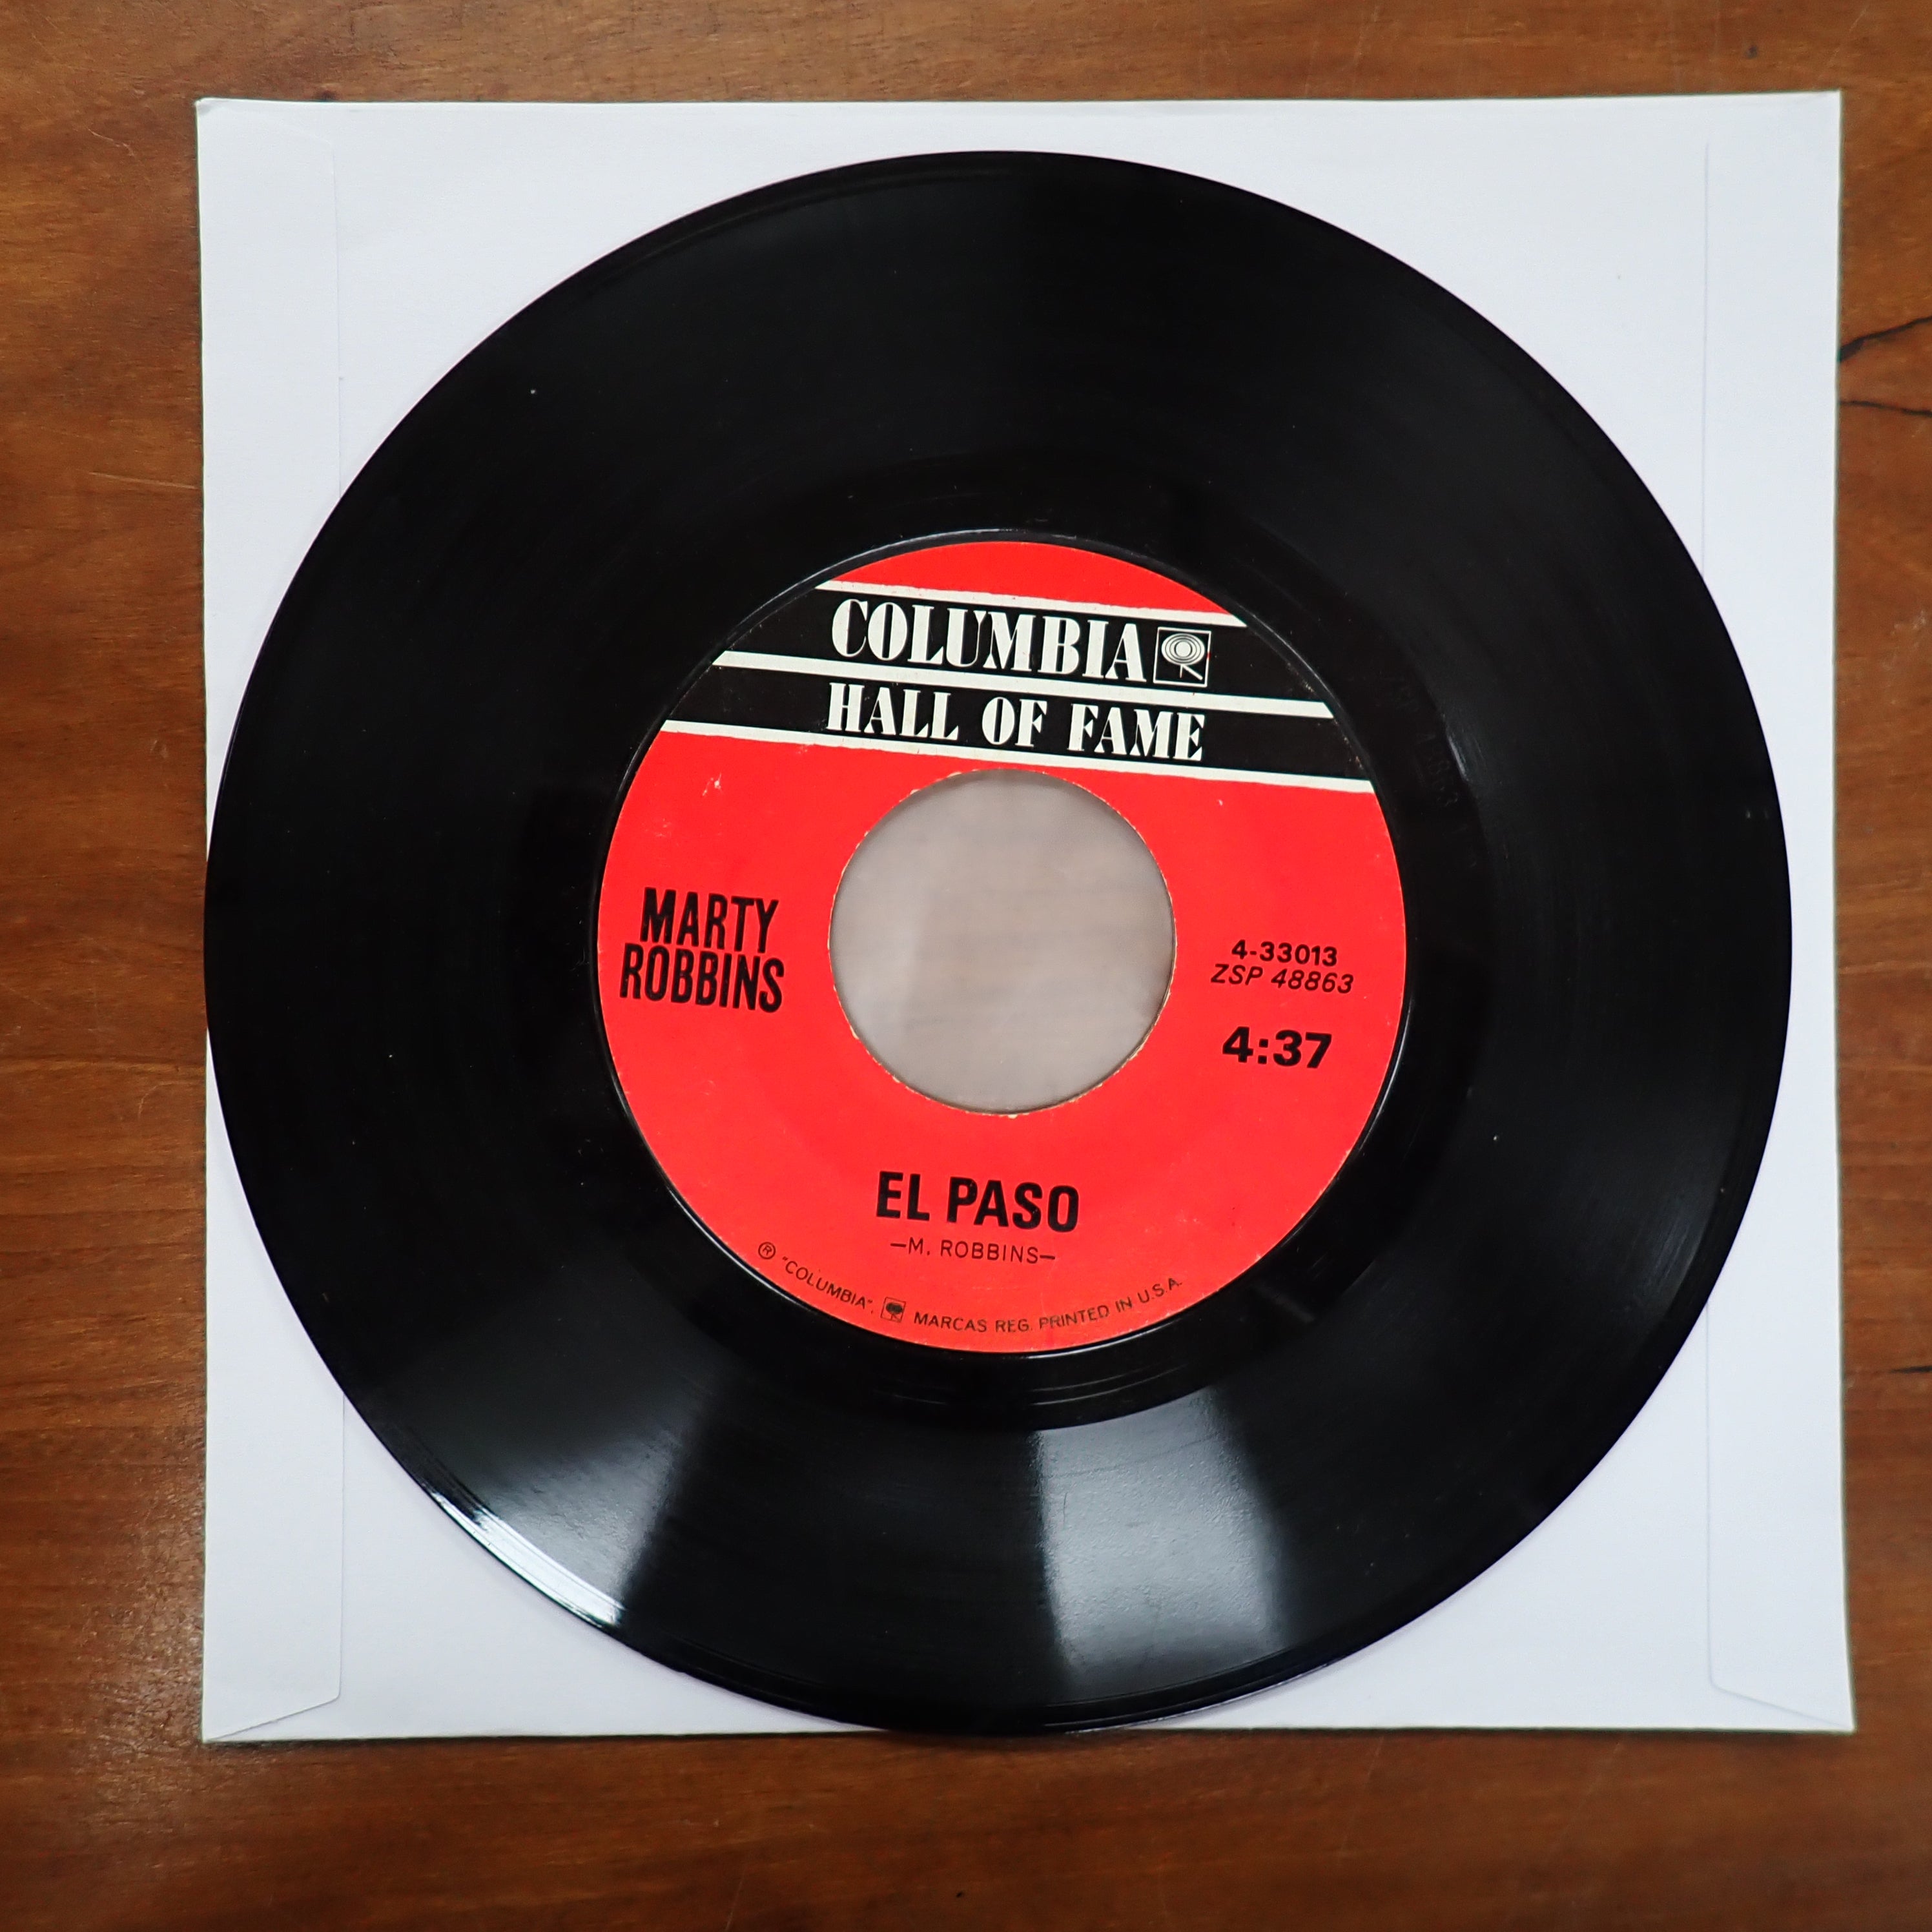 COLUMBIA
HALL OF FAME
MARTY
ROBBINS
4-33013
ZSP 48863
4:37
EL PASO
—M. ROBBINS—
Ⓡ "COLUMBIA", MARCAS REG. PRINTED IN U.S.A.